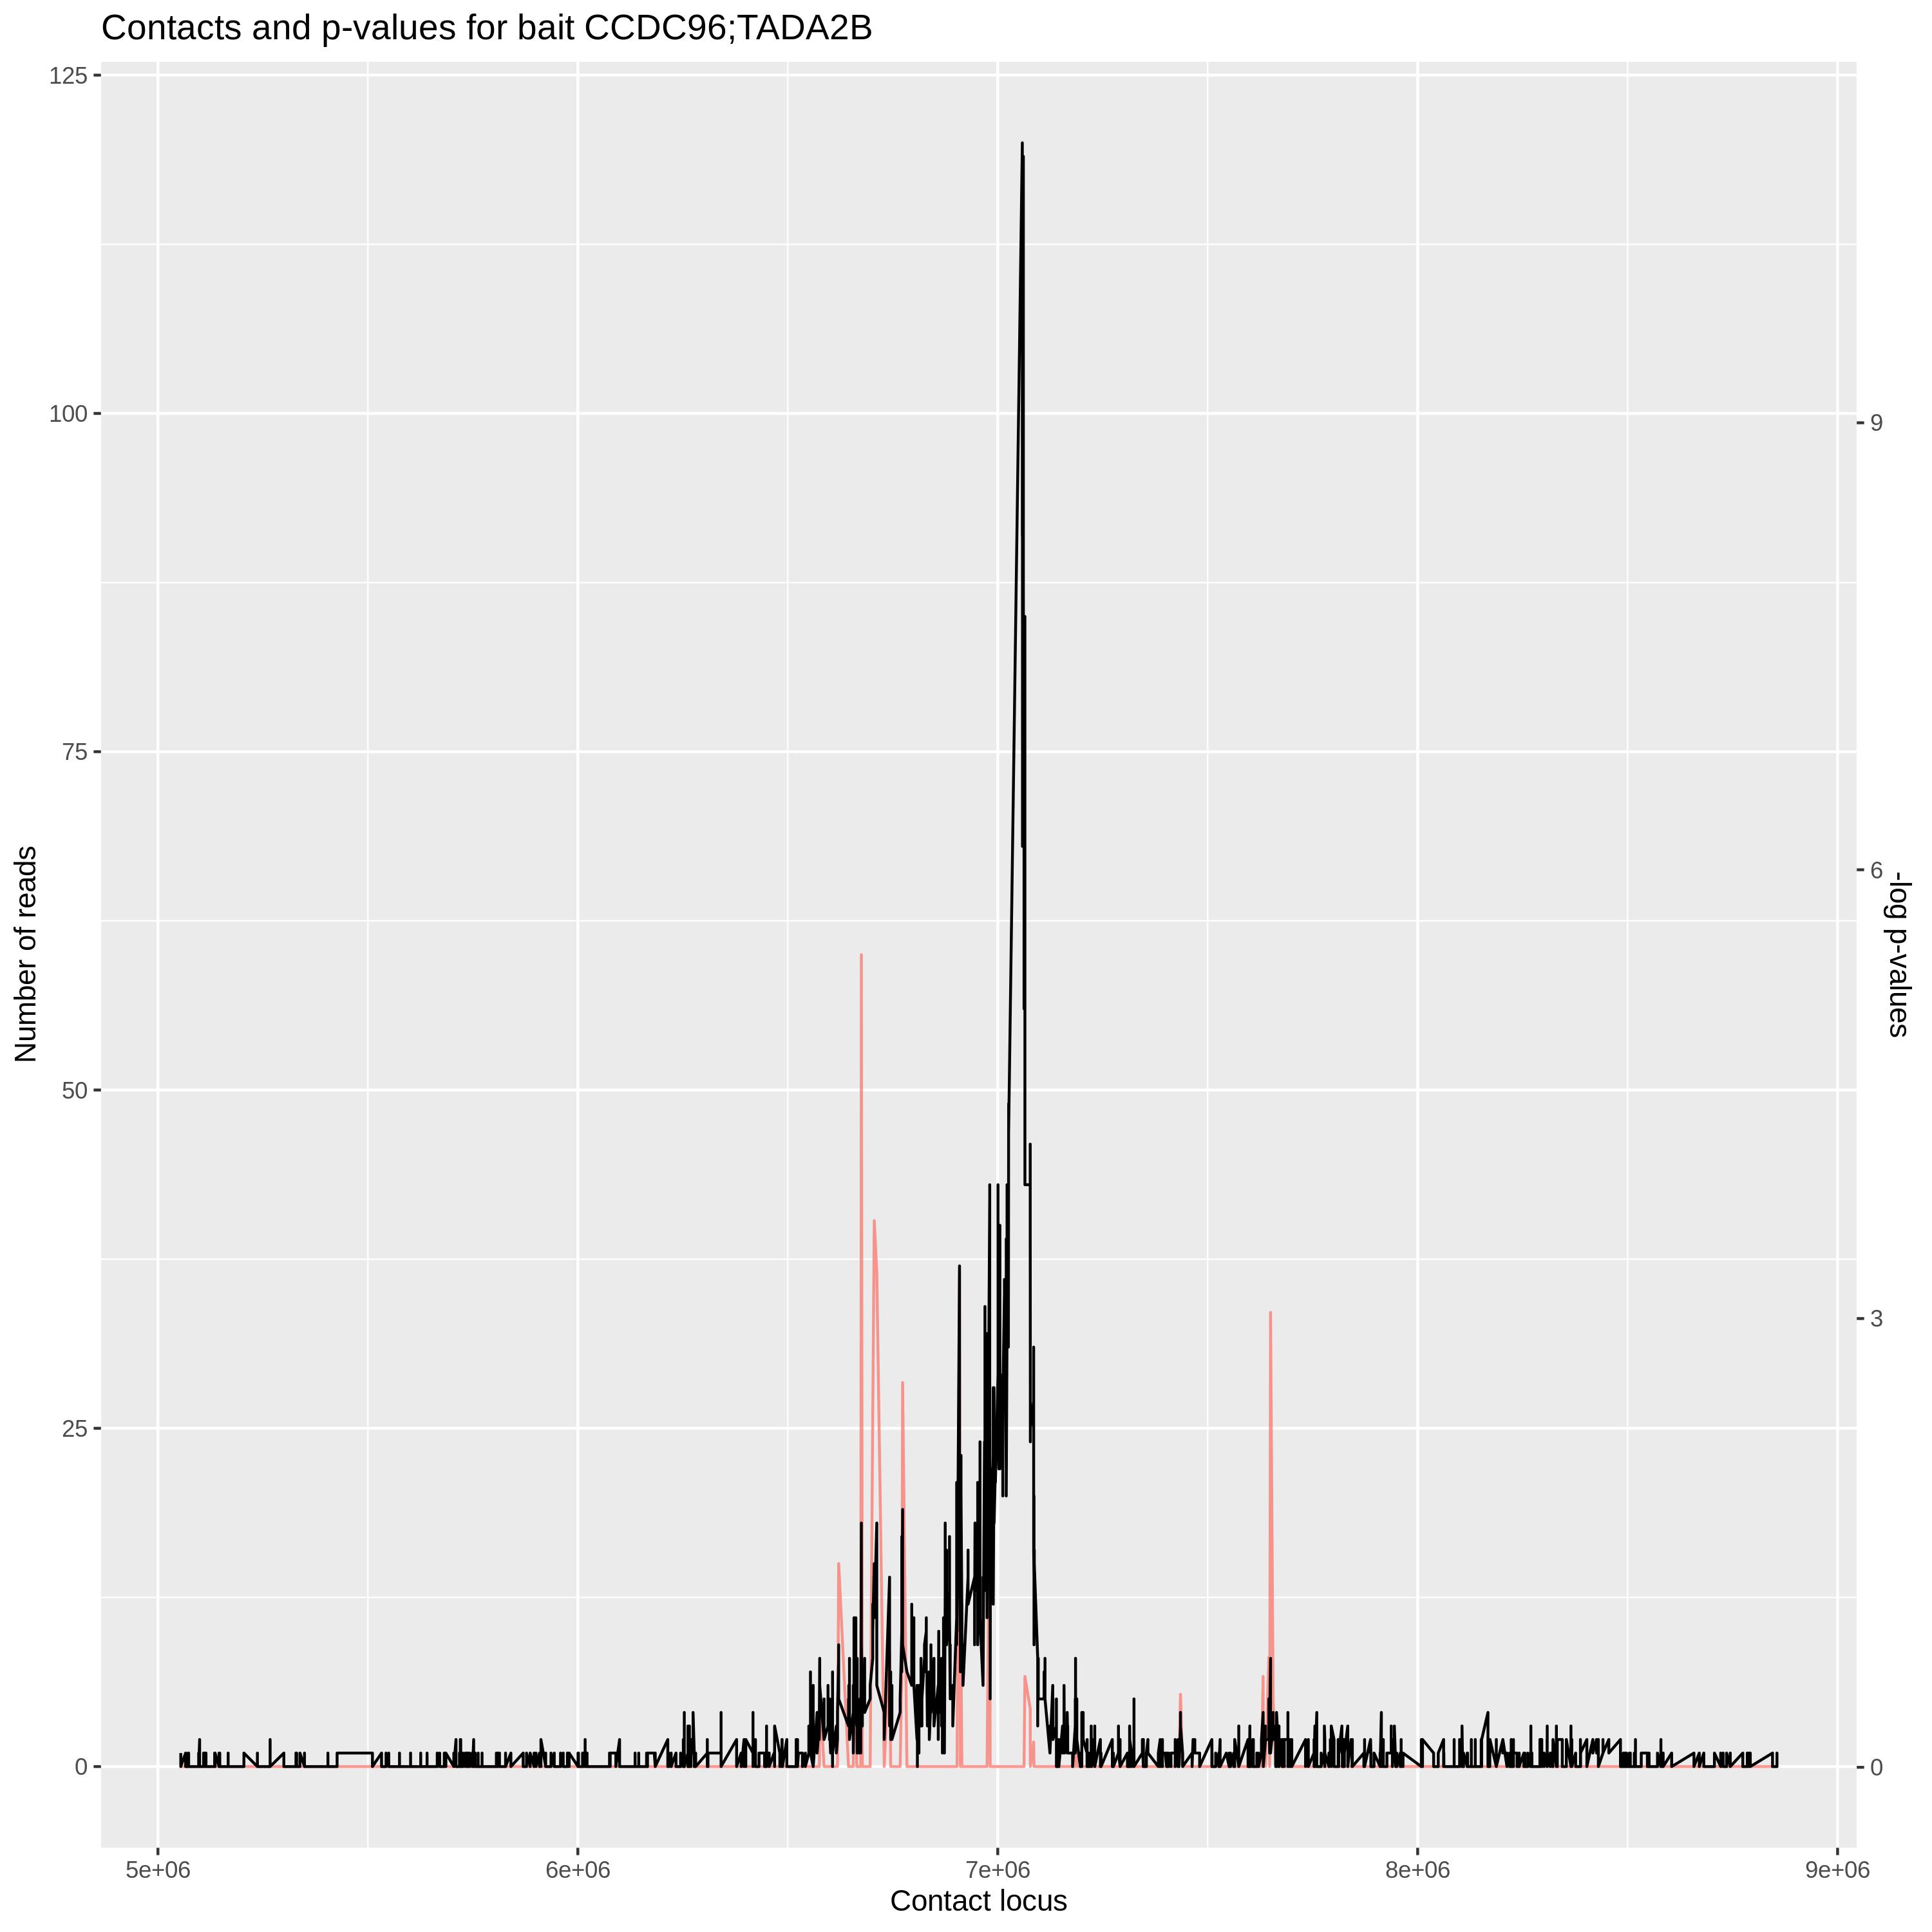 Contacts and p-values for bait CCDC96;TADA2B
125
100
75
50
25
0
Number of reads
9
6
3
0
-log p-values
5e+06
6e+06
7e+06
8e+06
9e+06
Contact locus